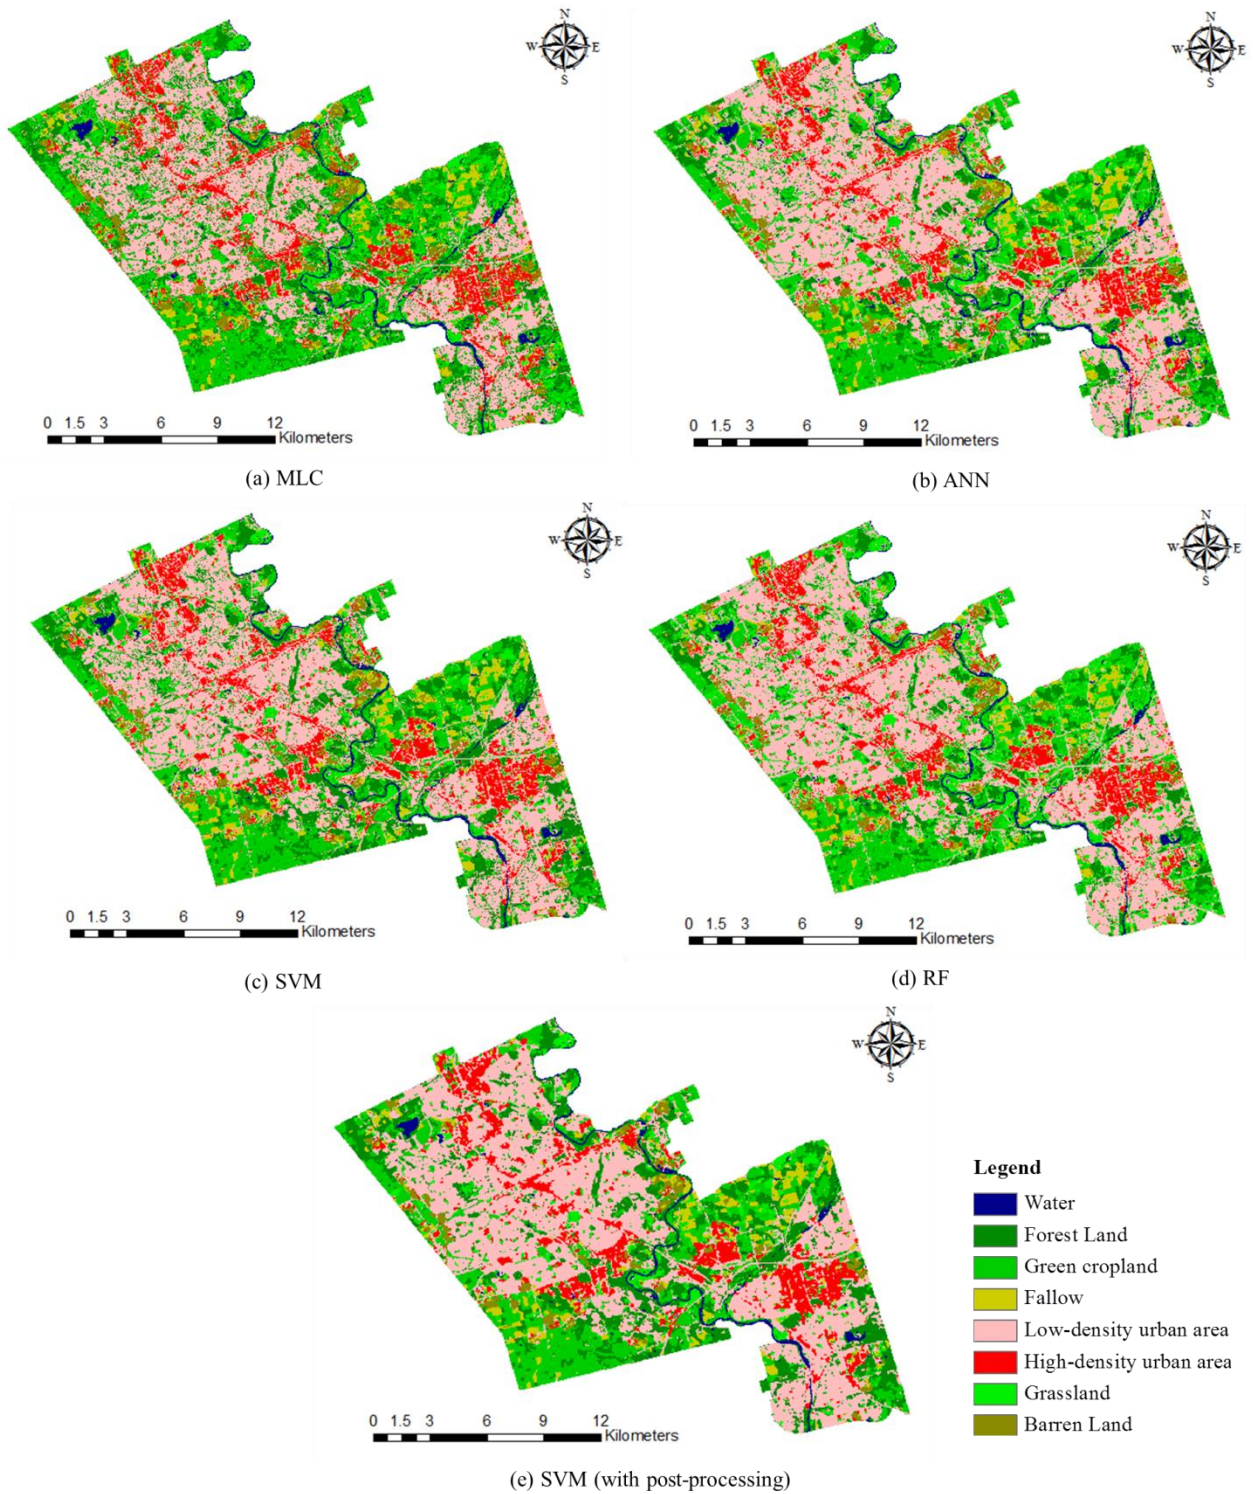 N
W E
S
0 1.5 3 6 9 12
Kilometers
(a) MLC
N
W E
S
0 1.5 3 6 9 12
Kilometers
(b) ANN
N
W E
S
0 1.5 3 6 9 12
Kilometers
(c) SVM
N
W E
S
0 1.5 3 6 9 12
Kilometers
(d) RF
N
W E
S
0 1.5 3 6 9 12
Kilometers
Legend
Water
Forest Land
Green cropland
Fallow
Low-density urban area
High-density urban area
Grassland
Barren Land
(e) SVM (with post-processing)